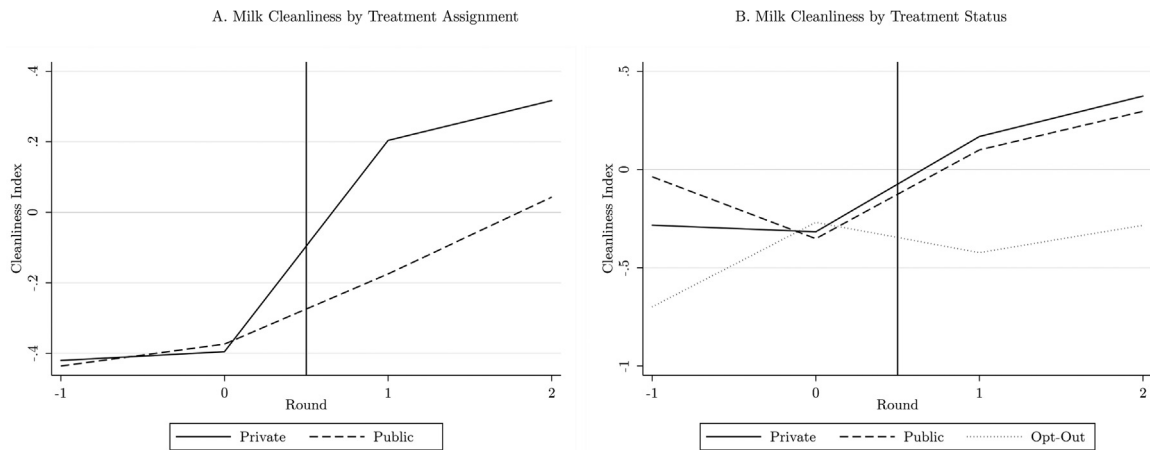 A. Milk Cleanliness by Treatment Assignment
Cleanliness Index
.4
.2
0
-.2
-.4
-1 0 1 2
Round
Private Public
B. Milk Cleanliness by Treatment Status
Cleanliness Index
.5
0
-.5
-1
-1 0 1 2
Round
Private Public Opt-Out